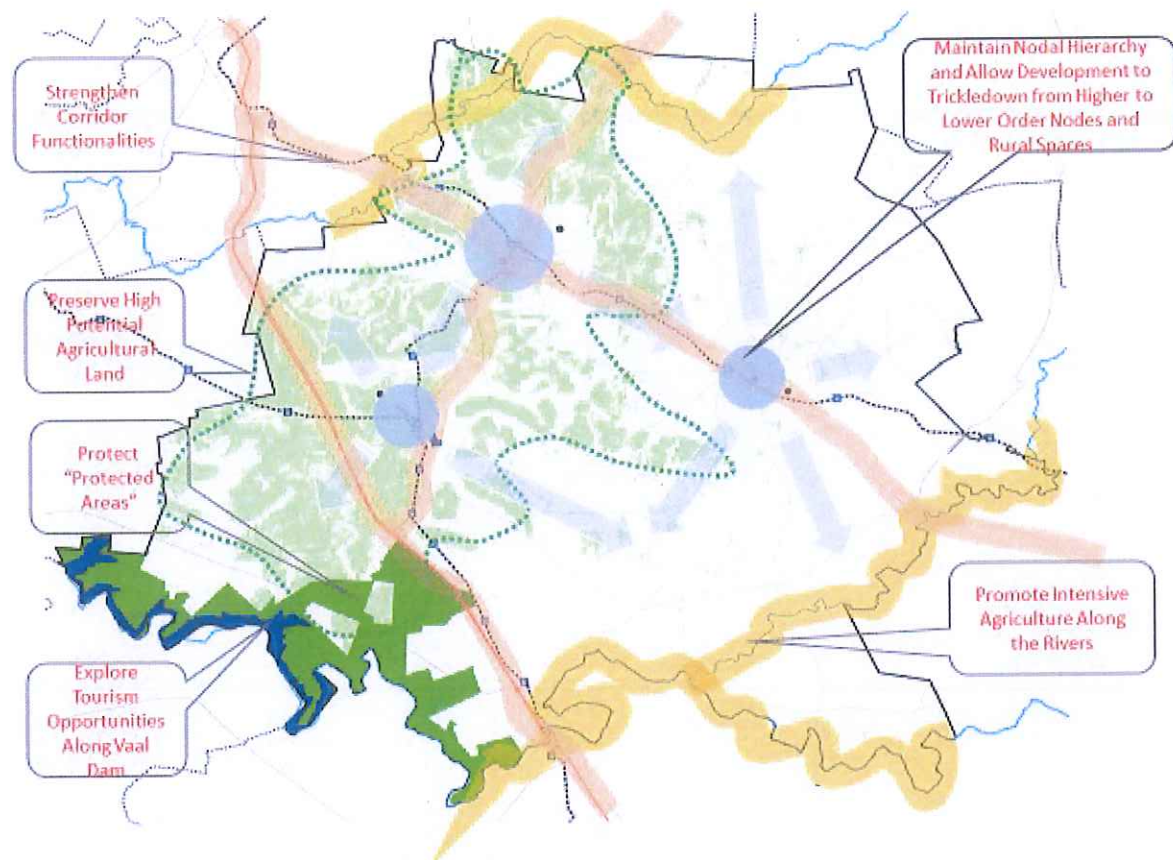 Strengthen
Corridor
Functionalities
Maintain Nodal Hierarchy
and Allow Development to
Trickledown from Higher to
Lower Order Nodes and
Rural Spaces
Preserve High
Potential
Agricultural
Land
Protect
"Protected
Areas"
Explore
Tourism
Opportunities
Along Vaal
Dam
Promote Intensive
Agriculture Along
the Rivers